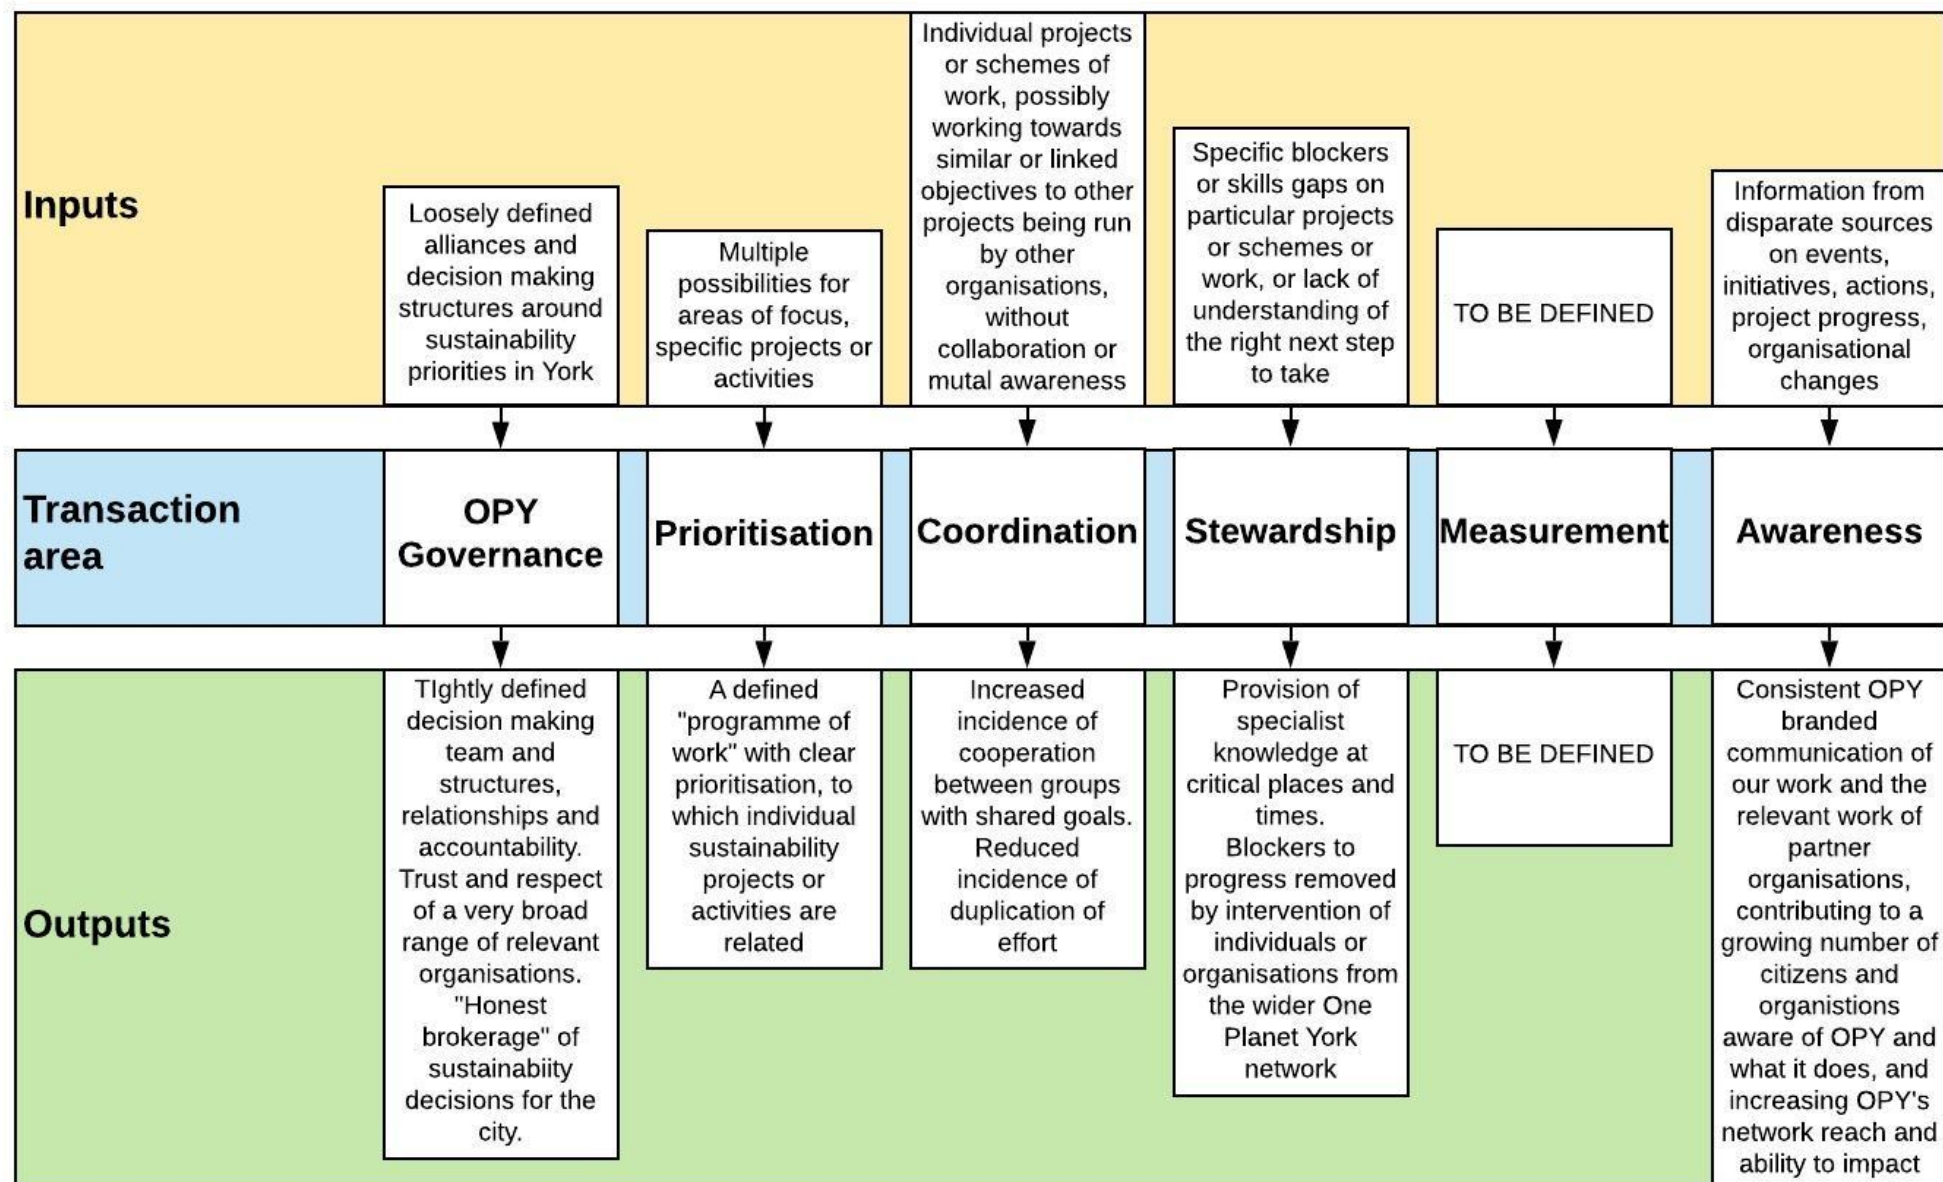 Inputs
Loosely defined
alliances and
decision making
structures around
sustainability
priorities in York
Multiple
possibilities for
areas of focus,
specific projects or
activities
Individual projects
or schemes of
work, possibly
working towards
similar or linked
objectives to other
projects being run
by other
organisations,
without
collaboration or
mutal awareness
Specific blockers
or skills gaps on
particular projects
or schemes or
work, or lack of
understanding of
the right next step
to take
TO BE DEFINED
Information from
disparate sources
on events,
initiatives, actions,
project progress,
organisational
changes
Transaction
area
OPY
Governance
Prioritisation
Coordination
Stewardship
Measurement
Awareness
Outputs
TIghtly defined
decision making
team and
structures,
relationships and
accountability.
Trust and respect
of a very broad
range of relevant
organisations.
"Honest
brokerage" of
sustainabiity
decisions for the
city.
A defined
"programme of
work" with clear
prioritisation, to
which individual
sustainability
projects or
activities are
related
Increased
incidence of
cooperation
between groups
with shared goals.
Reduced
incidence of
duplication of
effort
Provision of
specialist
knowledge at
critical places and
times.
Blockers to
progress removed
by intervention of
individuals or
organisations from
the wider One
Planet York
network
TO BE DEFINED
Consistent OPY
branded
communication of
our work and the
relevant work of
partner
organisations,
contributing to a
growing number of
citizens and
organistions
aware of OPY and
what it does, and
increasing OPY's
network reach and
ability to impact